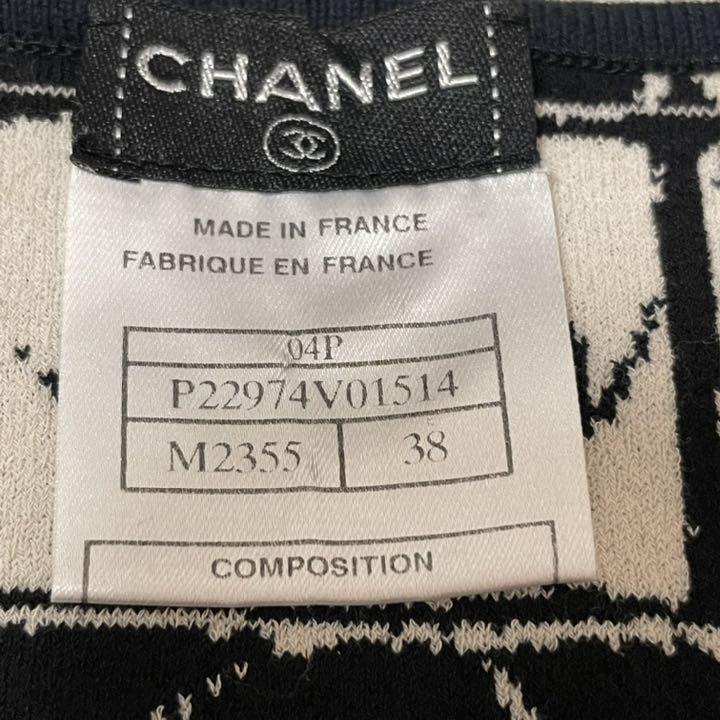 CHANEL
MADE IN FRANCE
FABRIQUE EN FRANCE
04P
P22974V01514
M2355 38
COMPOSITION